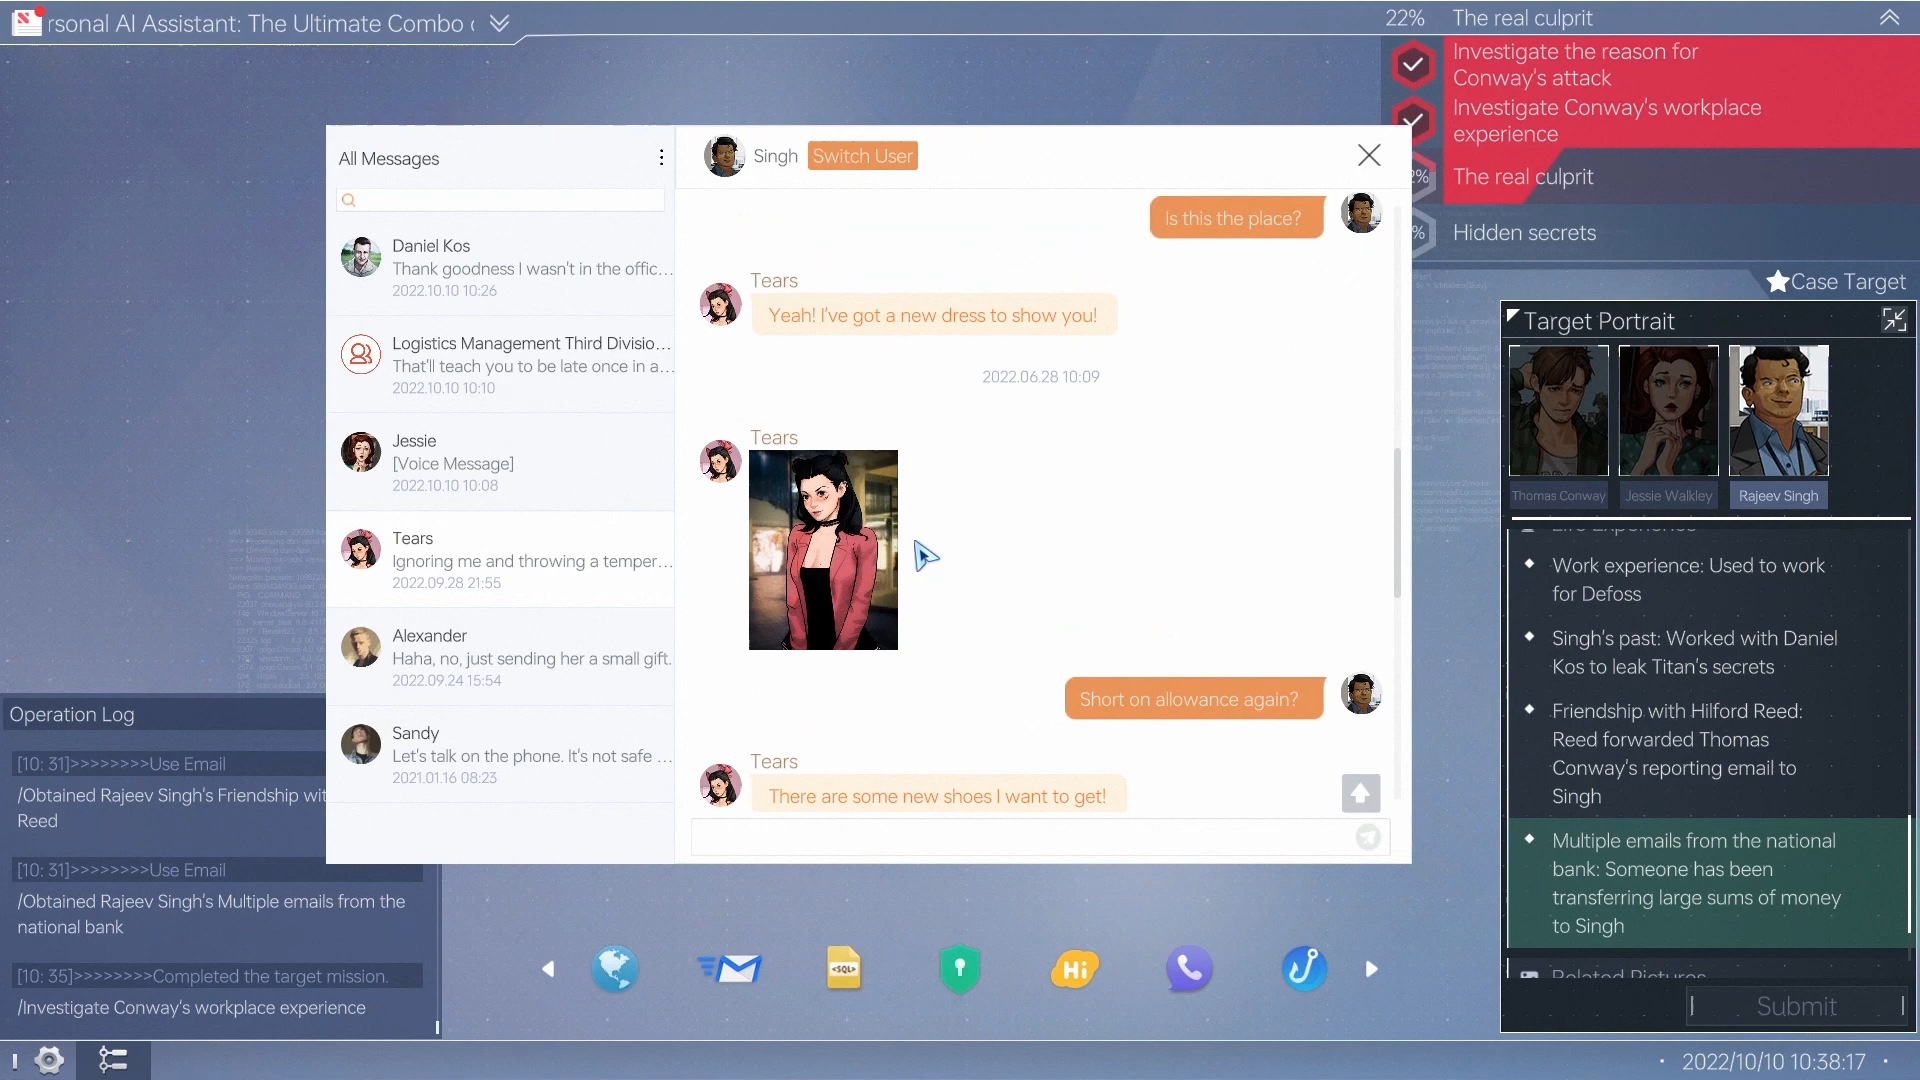 rsonal AI Assistant: The Ultimate Combo
22% The real culprit
Investigate the reason for
Conway's attack
Investigate Conway's workplace
experience
The real culprit
Hidden secrets
Case Target
Target Portrait
Thomas Conway
Jessie Walkley
Rajeev Singh
Work experience: Used to work
for Defoss
Singh's past: Worked with Daniel
Kos to leak Titan's secrets
Friendship with Hilford Reed:
Reed forwarded Thomas
Conway's reporting email to
Singh
Multiple emails from the national
bank: Someone has been
transferring large sums of money
to Singh
Related Pictures
Submit
All Messages
Daniel Kos
Thank goodness I wasn't in the offic...
2022.10.10 10:26
Logistics Management Third Divisio...
That'll teach you to be late once in a...
2022.10.10 10:10
Jessie
[Voice Message]
2022.10.10 10:08
Tears
Ignoring me and throwing a temper...
2022.09.28 21:55
Alexander
Haha, no, just sending her a small gift.
2022.09.24 15:54
Sandy
Let's talk on the phone. It's not safe ...
2021.01.16 08:23
Singh
Switch User
Is this the place?
Tears
Yeah! I've got a new dress to show you!
2022.06.28 10:09
Tears
Short on allowance again?
Tears
There are some new shoes I want to get!
Operation Log
[10: 31]>>>>>>>>Use Email
/Obtained Rajeev Singh's Friendship wit
Reed
[10: 31]>>>>>>>>Use Email
/Obtained Rajeev Singh's Multiple emails from the
national bank
[10: 35]>>>>>>>>Completed the target mission.
/Investigate Conway's workplace experience
<SQL>
Hi
2022/10/10 10:38:17